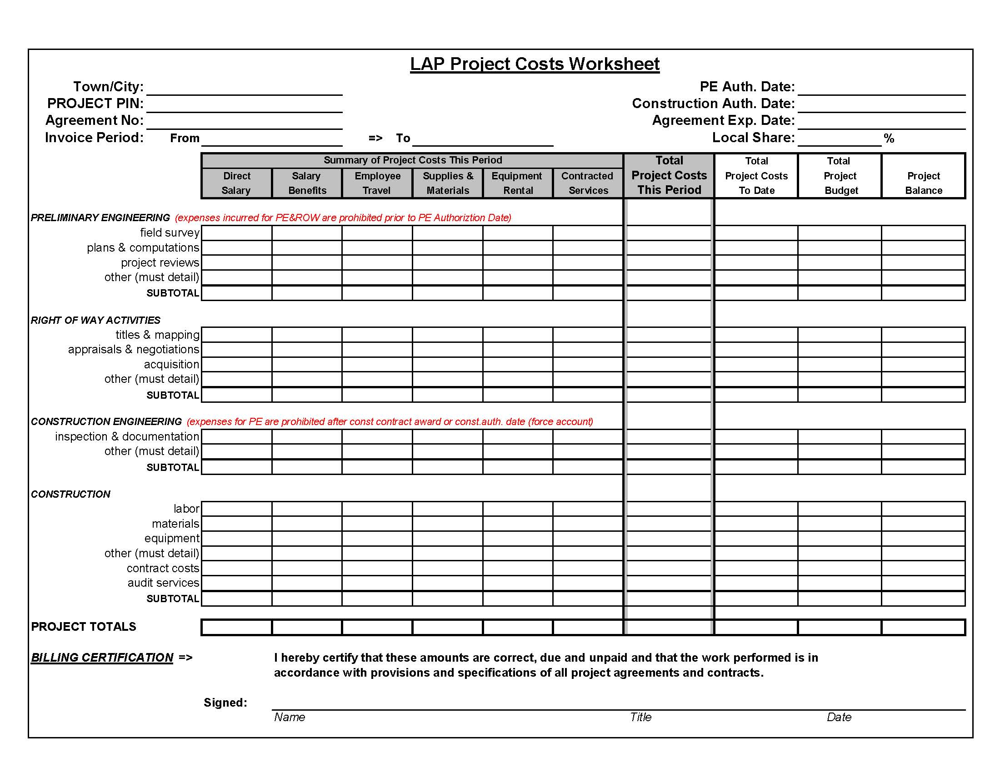 LAP Project Costs Worksheet
Town/City: PE Auth. Date:
PROJECT PIN: Construction Auth. Date:
Agreement No: Agreement Exp. Date:
Invoice Period: From => To Local Share: %
Summary of Project Costs This Period
Direct Salary
Salary Benefits
Employee Travel
Supplies & Materials
Equipment Rental
Contracted Services
Total Project Costs This Period
Total Project Costs To Date
Total Project Budget
Project Balance
PRELIMINARY ENGINEERING (expenses incurred for PE&ROW are prohibited prior to PE Authoriztion Date)
field survey
plans & computations
project reviews
other (must detail)
SUBTOTAL
RIGHT OF WAY ACTIVITIES
titles & mapping
appraisals & negotiations
acquisition
other (must detail)
SUBTOTAL
CONSTRUCTION ENGINEERING (expenses for PE are prohibited after const contract award or const.auth. date (force account)
inspection & documentation
other (must detail)
SUBTOTAL
CONSTRUCTION
labor
materials
equipment
other (must detail)
contract costs
audit services
SUBTOTAL
PROJECT TOTALS
BILLING CERTIFICATION => I hereby certify that these amounts are correct, due and unpaid and that the work performed is in
accordance with provisions and specifications of all project agreements and contracts.
Signed:
Name Title Date